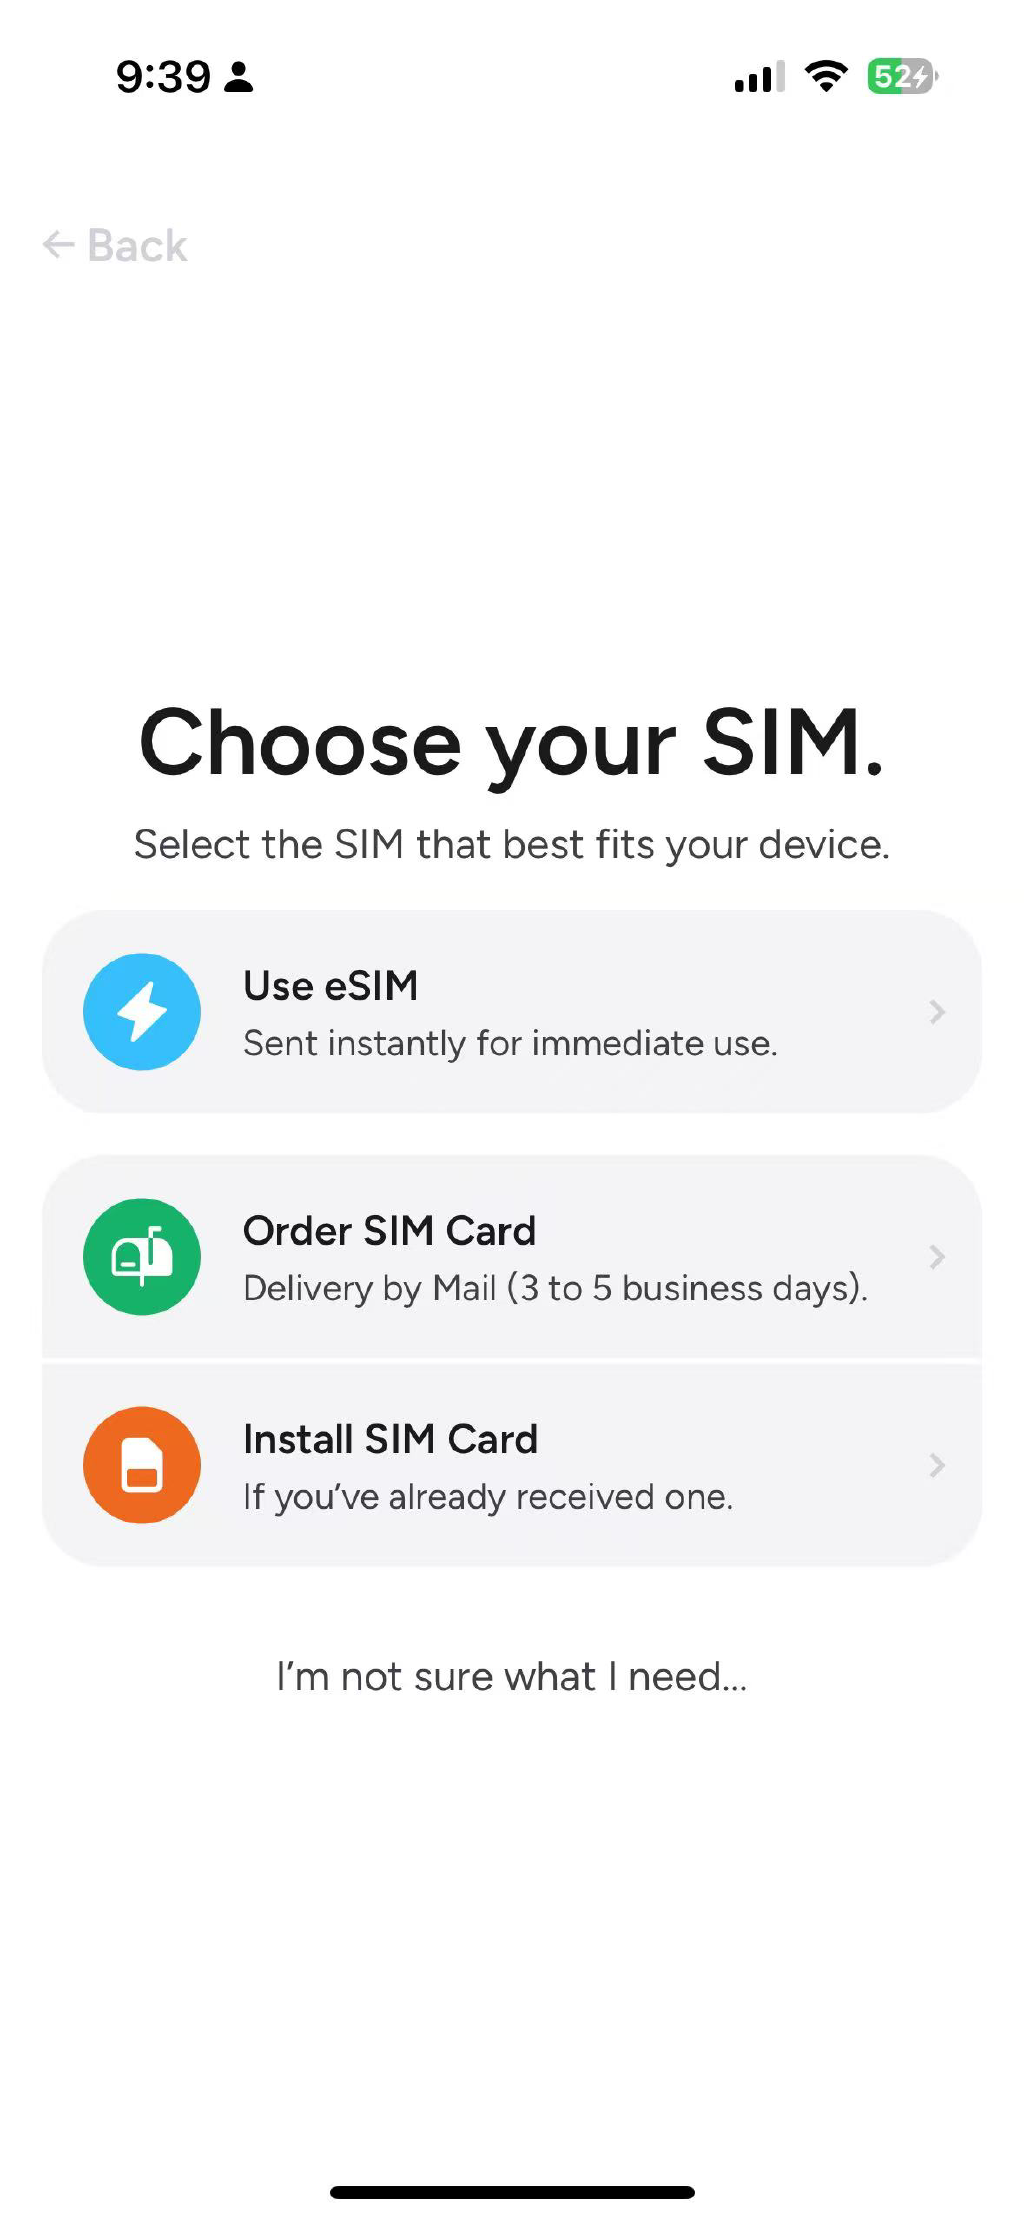 9:39
52
← Back
Choose your SIM.
Select the SIM that best fits your device.
Use eSIM
Sent instantly for immediate use.
Order SIM Card
Delivery by Mail (3 to 5 business days).
Install SIM Card
If you’ve already received one.
I’m not sure what I need...